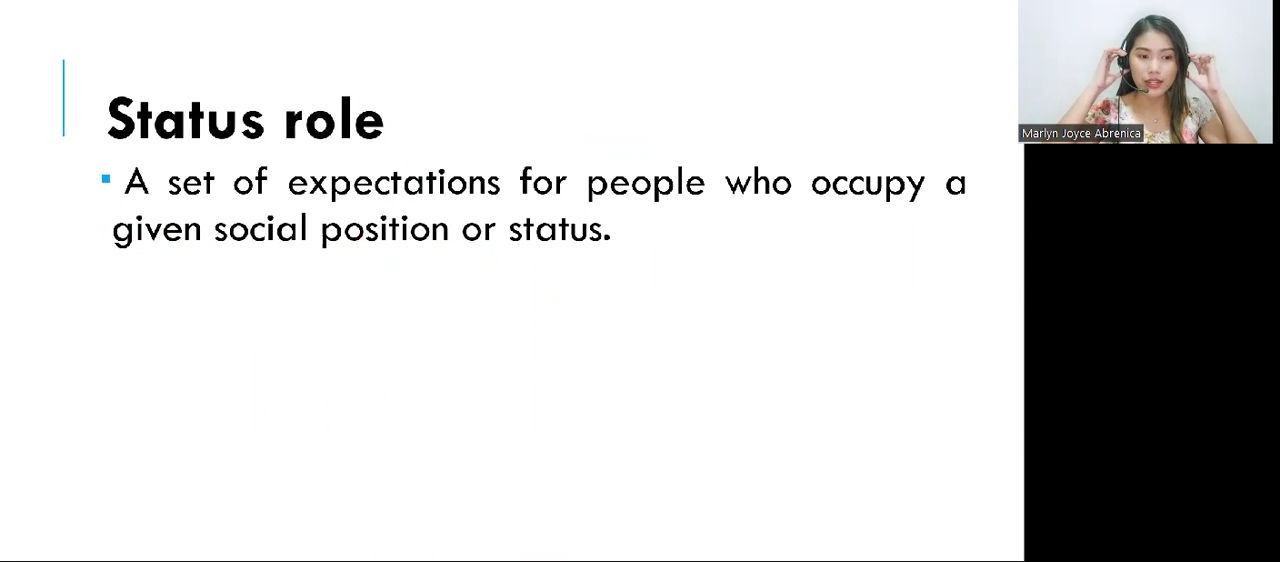 Status role
A set of expectations for people who occupy a
given social position or status.
Marlyn Joyce Abrenica